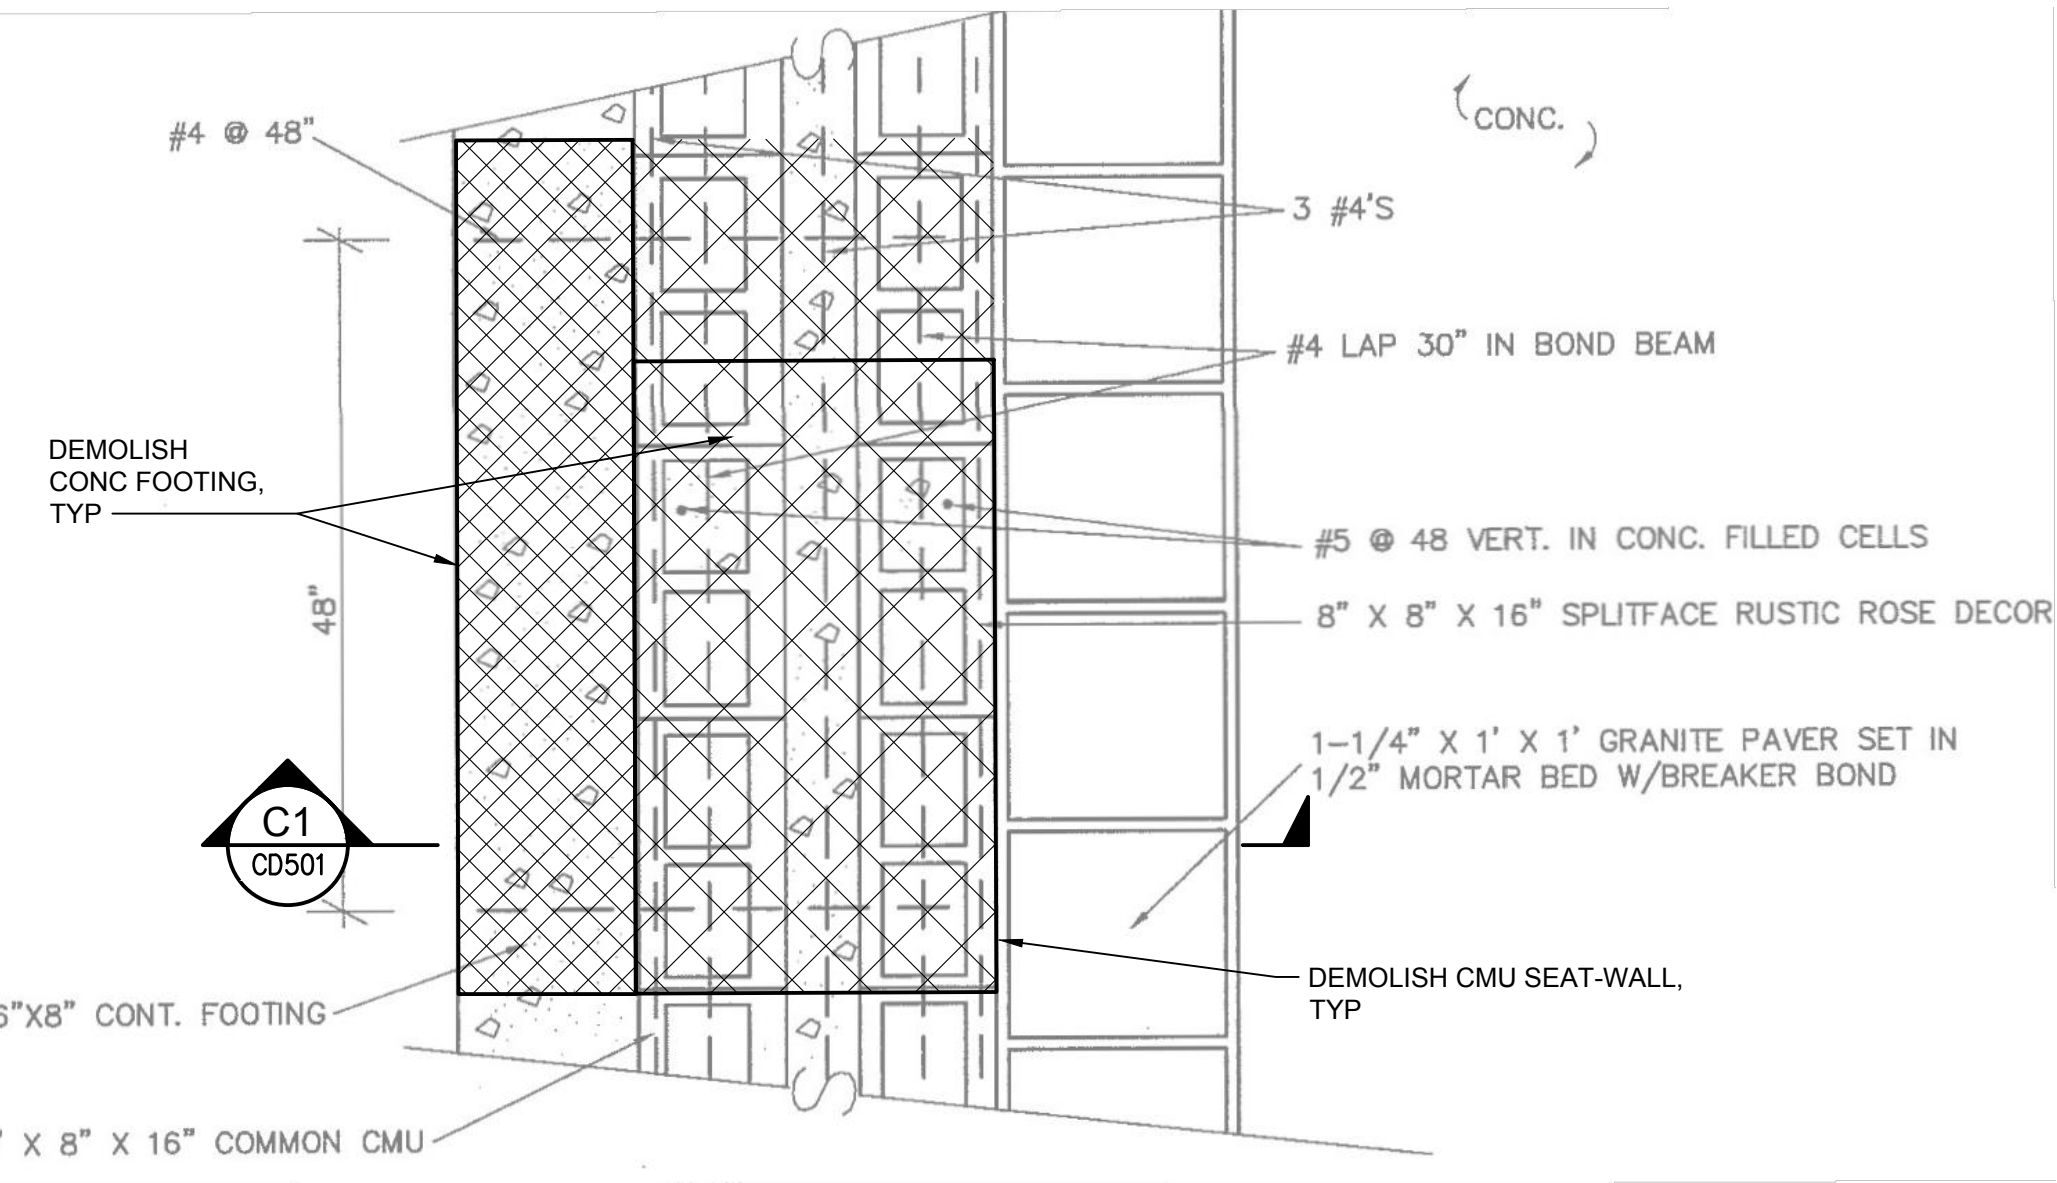 CONC.
#4 @ 48"
3 #4'S
#4 LAP 30" IN BOND BEAM
DEMOLISH
CONC FOOTING,
TYP
#5 @ 48 VERT. IN CONC. FILLED CELLS
48"
8" X 8" X 16" SPLITFACE RUSTIC ROSE DECOR
1-1/4" X 1' X 1' GRANITE PAVER SET IN
1/2" MORTAR BED W/BREAKER BOND
C1
CD501
DEMOLISH CMU SEAT-WALL,
TYP
6"X8" CONT. FOOTING
X 8" X 16" COMMON CMU